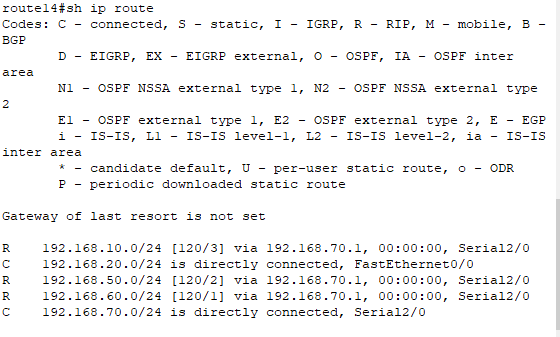 route14#sh ip route
Codes: C - connected, S - static, I - IGRP, R - RIP, M - mobile, B -
BGP
D - EIGRP, EX - EIGRP external, O - OSPF, IA - OSPF inter
area
N1 - OSPF NSSA external type 1, N2 - OSPF NSSA external type
2
E1 - OSPF external type 1, E2 - OSPF external type 2, E - EGP
i - IS-IS, L1 - IS-IS level-1, L2 - IS-IS level-2, ia - IS-IS
inter area
* - candidate default, U - per-user static route, o - ODR
P - periodic downloaded static route
Gateway of last resort is not set
R 192.168.10.0/24 [120/3] via 192.168.70.1, 00:00:00, Serial2/0
C 192.168.20.0/24 is directly connected, FastEthernet0/0
R 192.168.50.0/24 [120/2] via 192.168.70.1, 00:00:00, Serial2/0
R 192.168.60.0/24 [120/1] via 192.168.70.1, 00:00:00, Serial2/0
C 192.168.70.0/24 is directly connected, Serial2/0